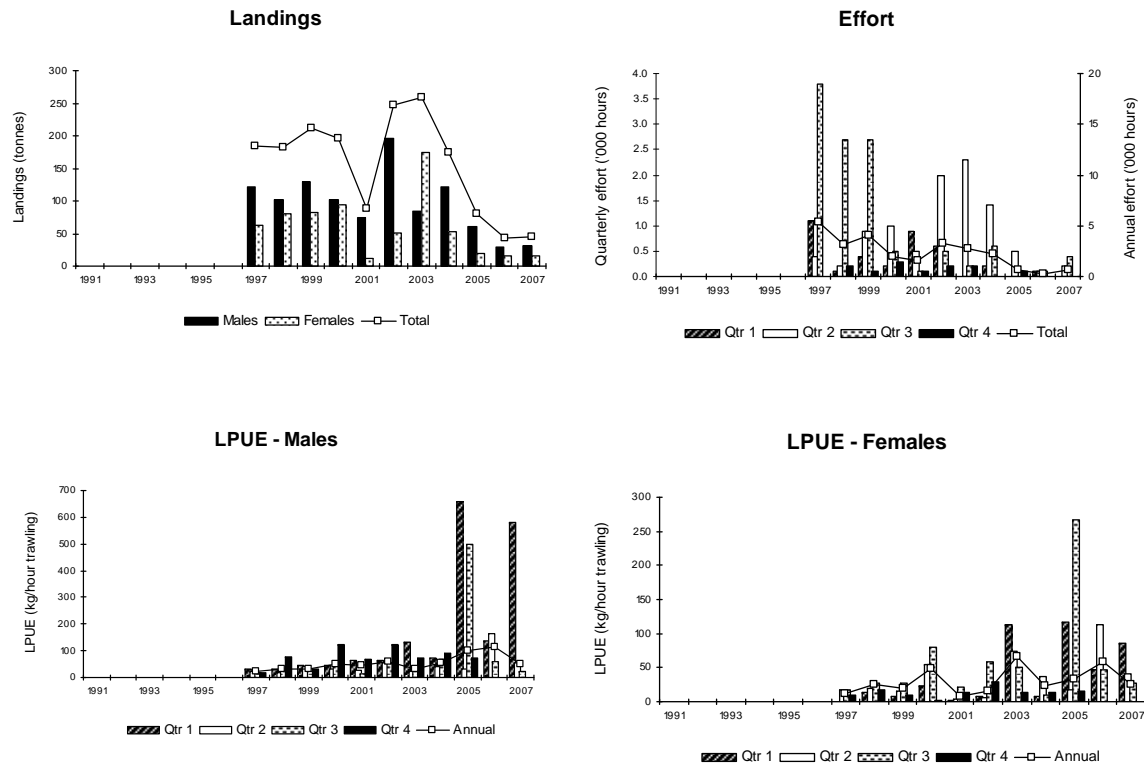 Landings
300
250
200
150
100
50
0
Landings (tonnes)
1991 1993 1995 1997 1999 2001 2003 2005 2007
Males Females Total
Effort
4.0
3.5
3.0
2.5
2.0
1.5
1.0
0.5
0.0
Quarterly effort ('000 hours)
20
15
10
5
0
Annual effort ('000 hours)
1991 1993 1995 1997 1999 2001 2003 2005 2007
Qtr 1 Qtr 2 Qtr 3 Qtr 4 Total
LPUE - Males
700
600
500
400
300
200
100
0
LPUE (kg/hour trawling)
1991 1993 1995 1997 1999 2001 2003 2005 2007
Qtr 1 Qtr 2 Qtr 3 Qtr 4 Annual
LPUE - Females
300
250
200
150
100
50
0
LPUE (kg/hour trawling)
1991 1993 1995 1997 1999 2001 2003 2005 2007
Qtr 1 Qtr 2 Qtr 3 Qtr 4 Annual